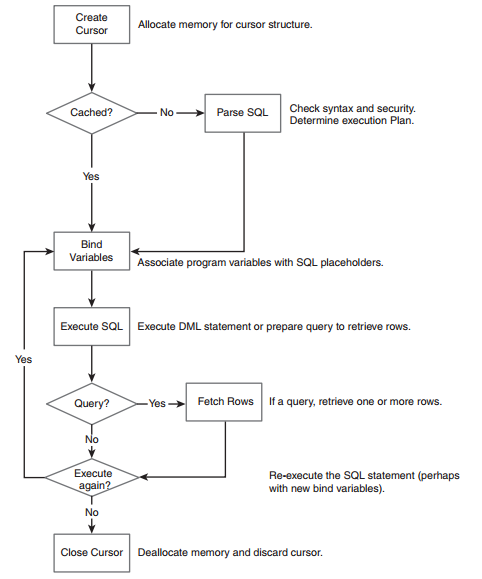 Create
Cursor
Allocate memory for cursor structure.
Cached?
No
Parse SQL
Check syntax and security.
Determine execution Plan.
Yes
Bind
Variables
Associate program variables with SQL placeholders.
Execute SQL
Execute DML statement or prepare query to retrieve rows.
Yes
Query?
Yes
Fetch Rows
If a query, retrieve one or more rows.
No
Execute
again?
Re-execute the SQL statement (perhaps
with new bind variables).
No
Close Cursor
Deallocate memory and discard cursor.